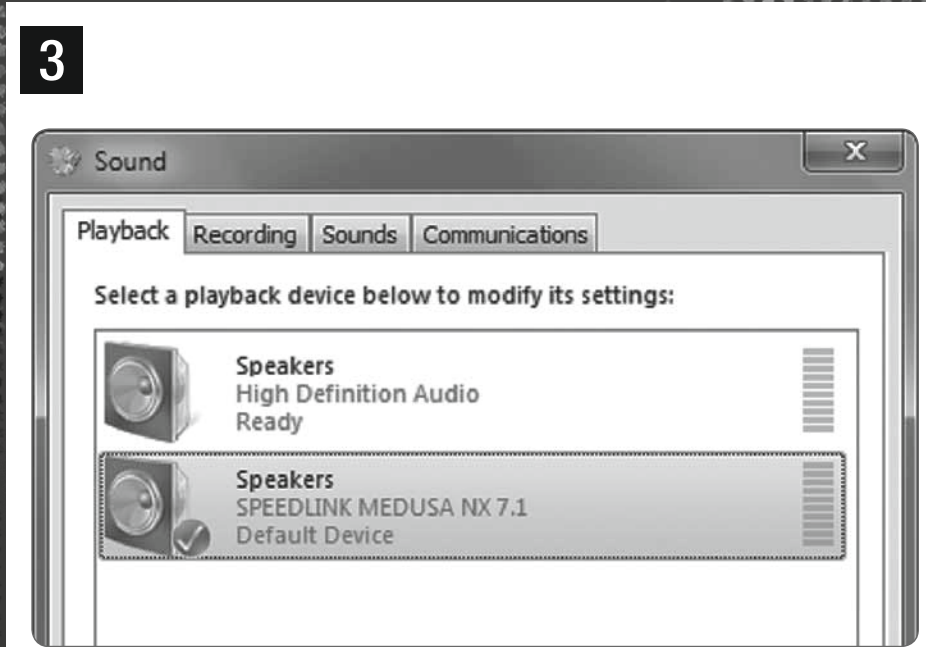 3
Sound
Playback Recording Sounds Communications
Select a playback device below to modify its settings:
Speakers
High Definition Audio
Ready
Speakers
SPEEDLINK MEDUSA NX 7.1
Default Device